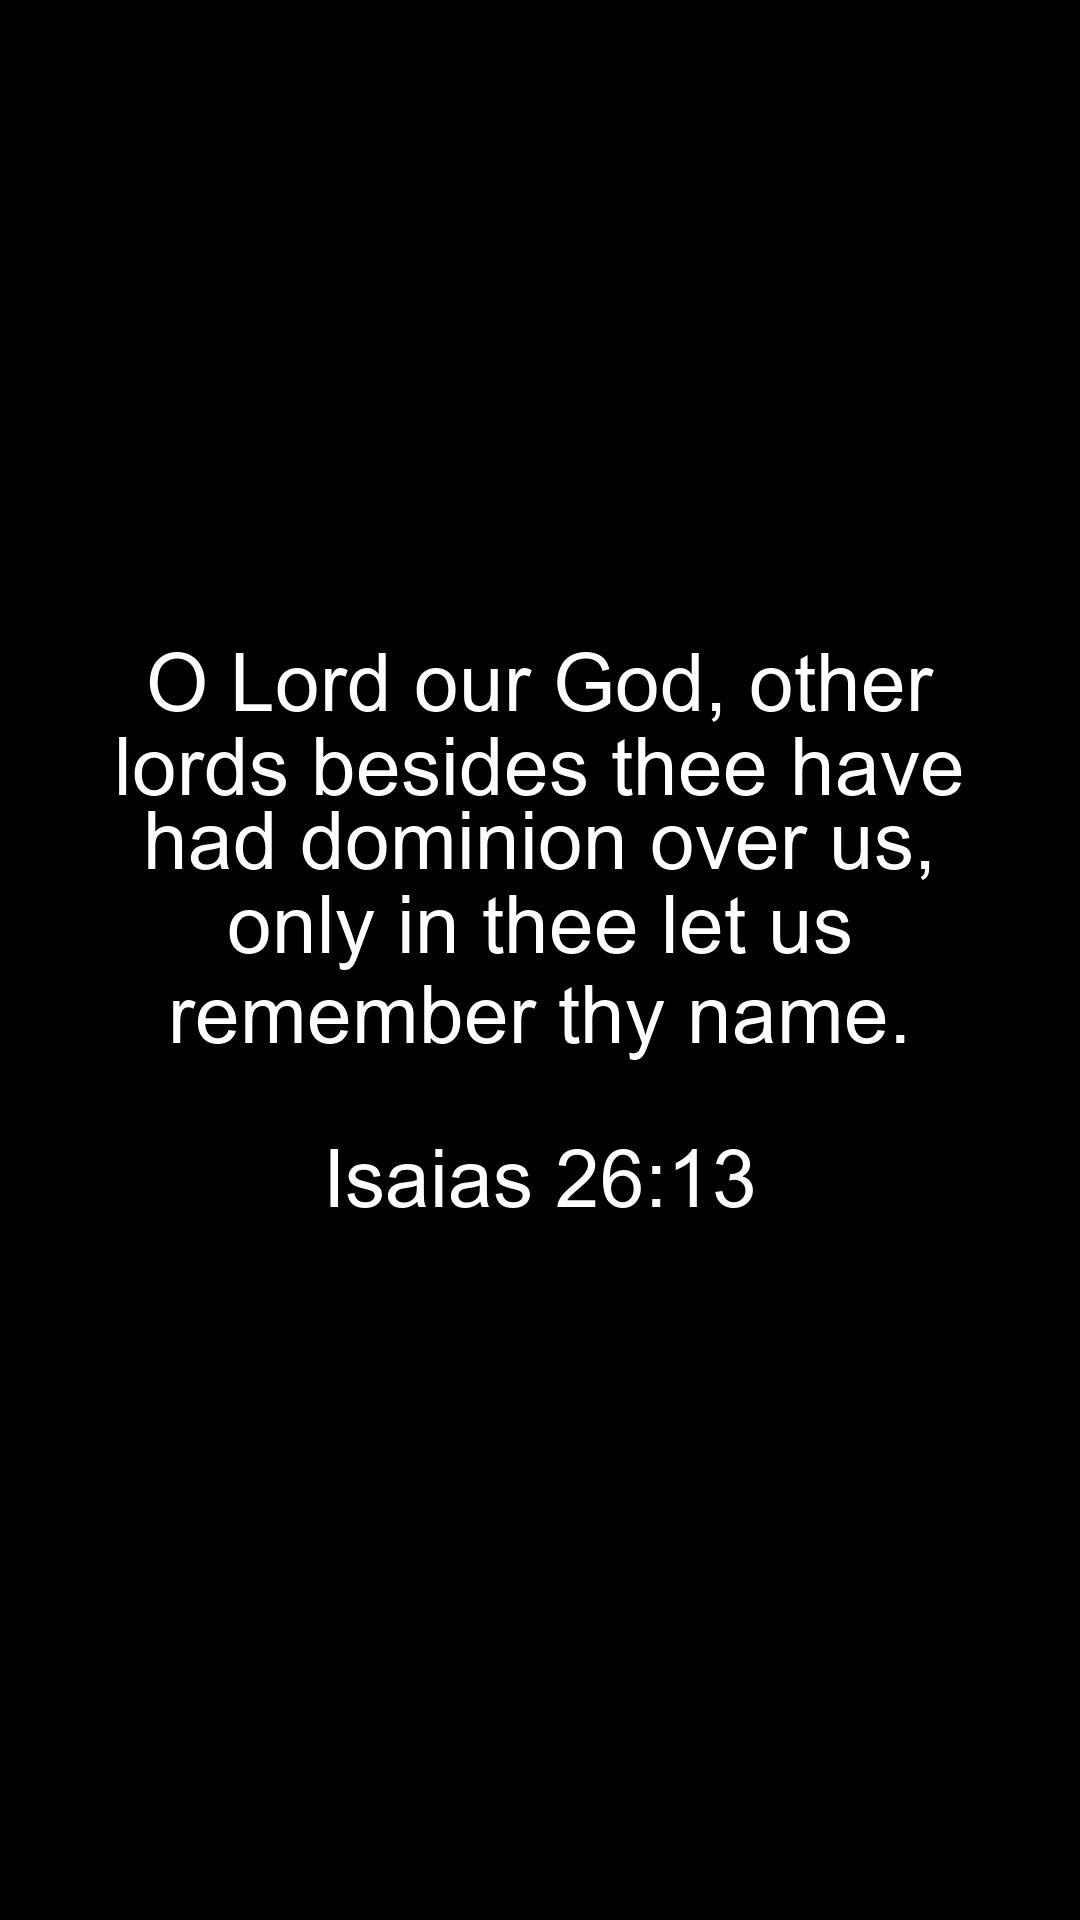 O Lord our God, other
lords besides thee have
had dominion over us,
only in thee let us
remember thy name.
Isaias 26:13